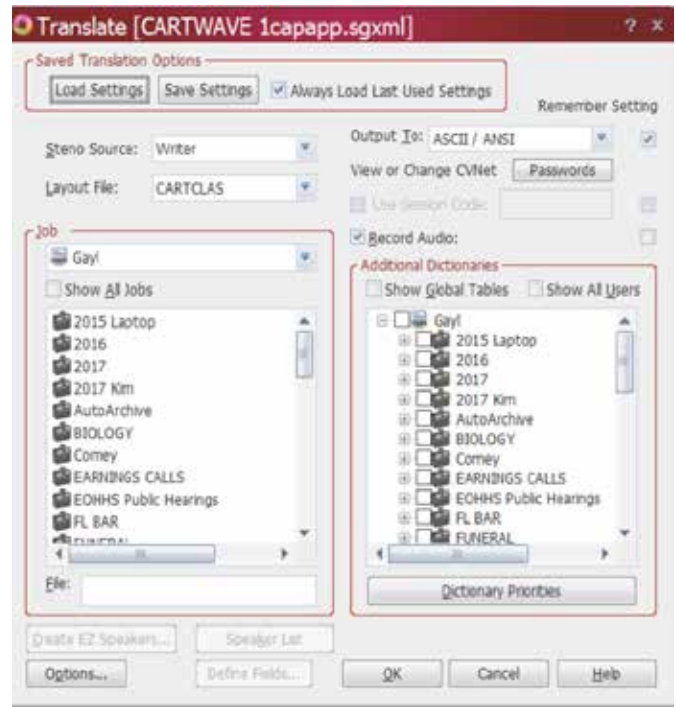 Translate [CARTWAVE 1capapp.sgxml]
? x
Saved Translation Options
Load Settings
Save Settings
Always Load Last Used Settings
Remember Setting
Steno Source: Writer
Layout File: CARTCLAS
Output To: ASCII / ANSI
View or Change CVNet Passwords
Use Session Code:
Record Audio:
Job
Gayl
Show All Jobs
2015 Laptop
2016
2017
2017 Kim
AutoArchive
BIOLOGY
Comey
EARNINGS CALLS
EOHHS Public Hearings
FL BAR
FUNERAL
File:
Additional Dictionaries
Show Global Tables
Show All Users
Gayl
2015 Laptop
2016
2017
2017 Kim
AutoArchive
BIOLOGY
Comey
EARNINGS CALLS
EOHHS Public Hearings
FL BAR
FUNERAL
Dictionary Priorities
Create EZ Speakers...
Speaker List
Options...
Define Fields...
OK
Cancel
Help